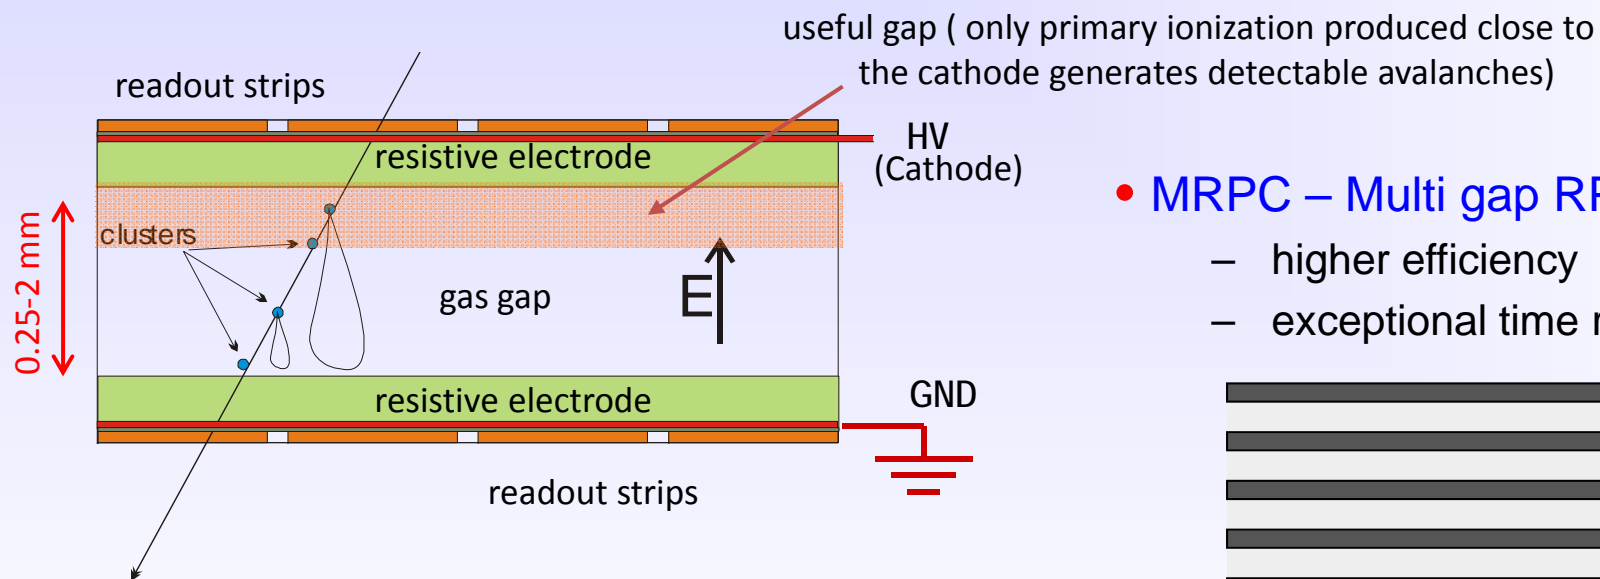 useful gap ( only primary ionization produced close to
the cathode generates detectable avalanches)
readout strips
HV
(Cathode)
resistive electrode
clusters
0.25-2 mm
gas gap
E
resistive electrode
GND
readout strips
• MRPC – Multi gap
– higher efficiency
– exceptional time